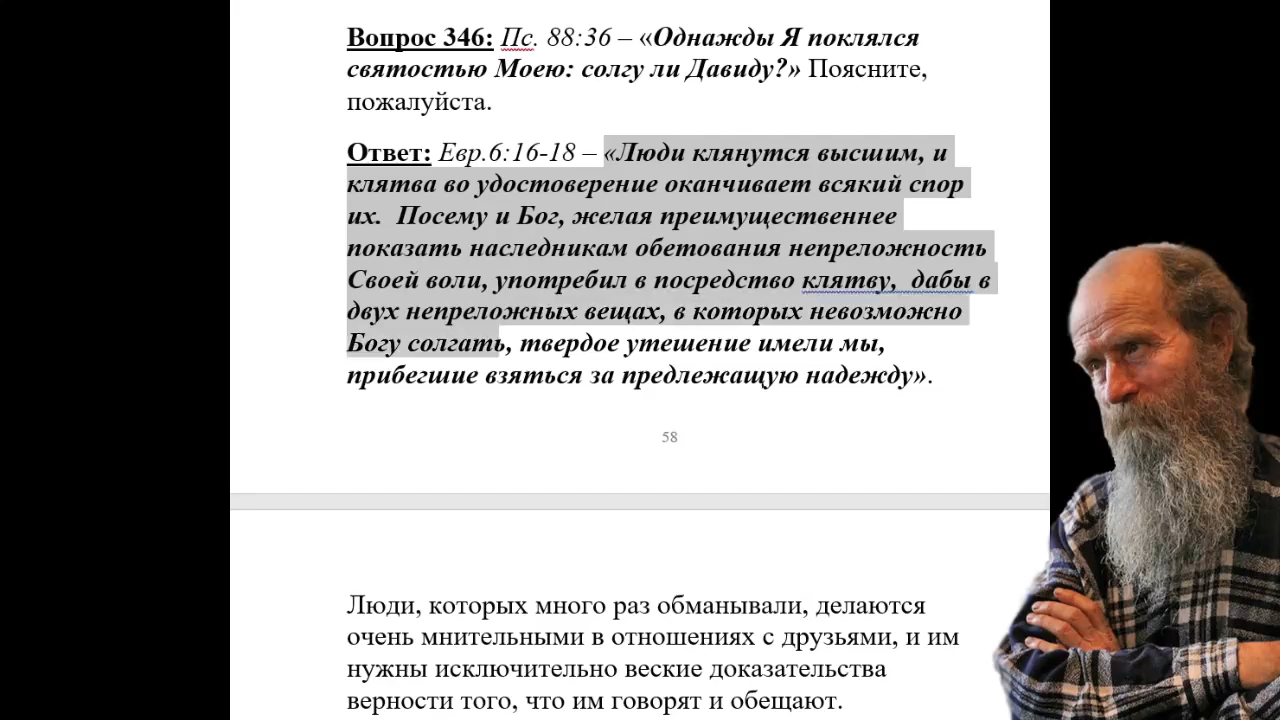 Вопрос 346: Пс. 88:36 – «Однажды Я поклялся
святостью Моею: солгу ли Давиду?» Поясните,
пожалуйста.
Ответ: Евр.6:16-18 – «Люди клянутся высшим, и
клятва во удостоверение оканчивает всякий спор
их.  Посему и Бог, желая преимущественнее
показать наследникам обетования непреложность
Своей воли, употребил в посредство клятву,  дабы в
двух непреложных вещах, в которых невозможно
Богу солгать, твердое утешение имели мы,
прибегшие взяться за предлежащую надежду».
58
Люди, которых много раз обманывали, делаются
очень мнительными в отношениях с друзьями, и им
нужны исключительно веские доказательства
верности того, что им говорят и обещают.